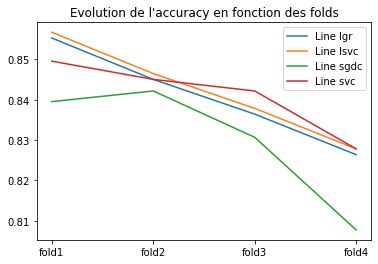 Evolution de l'accuracy en fonction des folds
Line lgr
Line lsvc
Line sgdc
Line svc
0.85
0.84
0.83
0.82
0.81
fold1
fold2
fold3
fold4